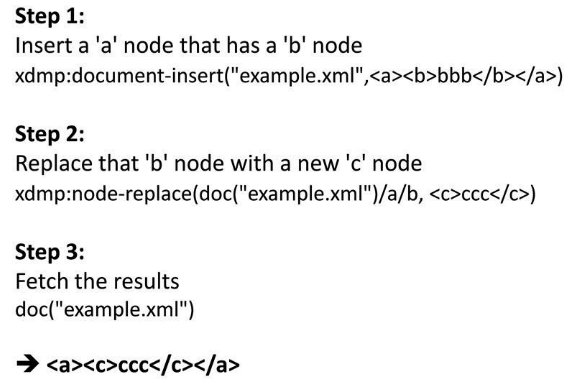 Step 1:
Insert a 'a' node that has a 'b' node
xdmp:document-insert("example.xml",<a><b>bbb</b></a>)
Step 2:
Replace that 'b' node with a new 'c' node
xdmp:node-replace(doc("example.xml")/a/b, <c>ccc</c>)
Step 3:
Fetch the results
doc("example.xml")
➔ <a><c>ccc</c></a>